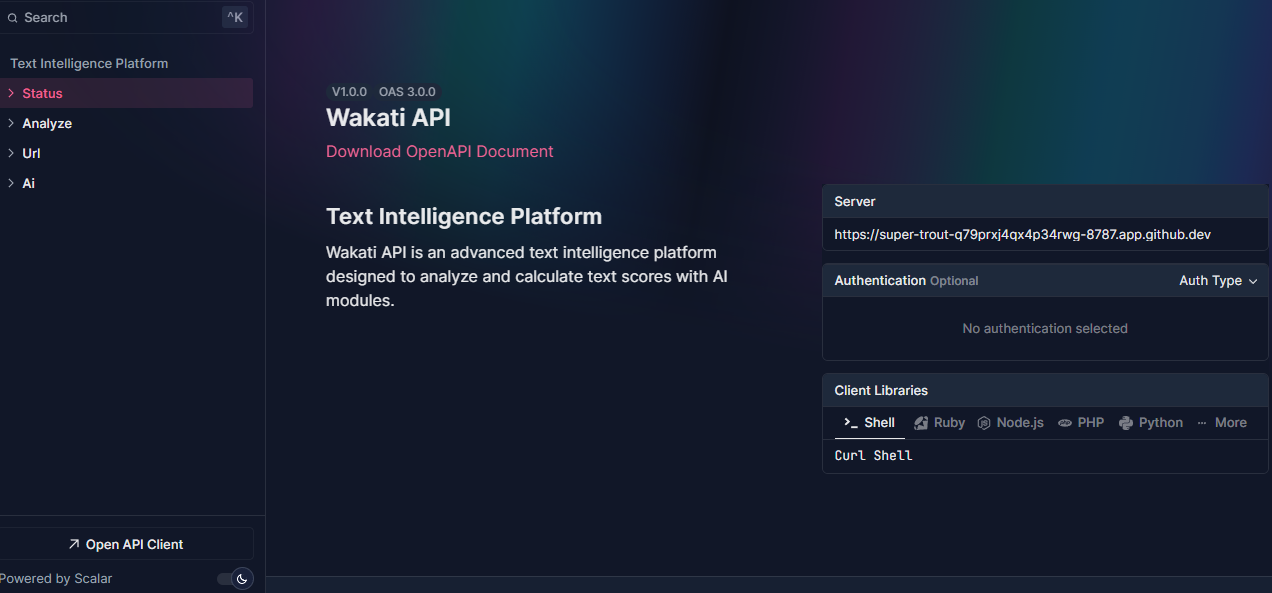 Search ^K
Text Intelligence Platform
Status
Analyze
Url
Ai
Open API Client
Powered by Scalar
V1.0.0 OAS 3.0.0
Wakati API
Download OpenAPI Document
Text Intelligence Platform
Wakati API is an advanced text intelligence platform
designed to analyze and calculate text scores with AI
modules.
Server
https://super-trout-q79prxj4qx4p34rwg-8787.app.github.dev
Authentication Optional Auth Type
No authentication selected
Client Libraries
Shell Ruby Node.js PHP Python ··· More
Curl Shell